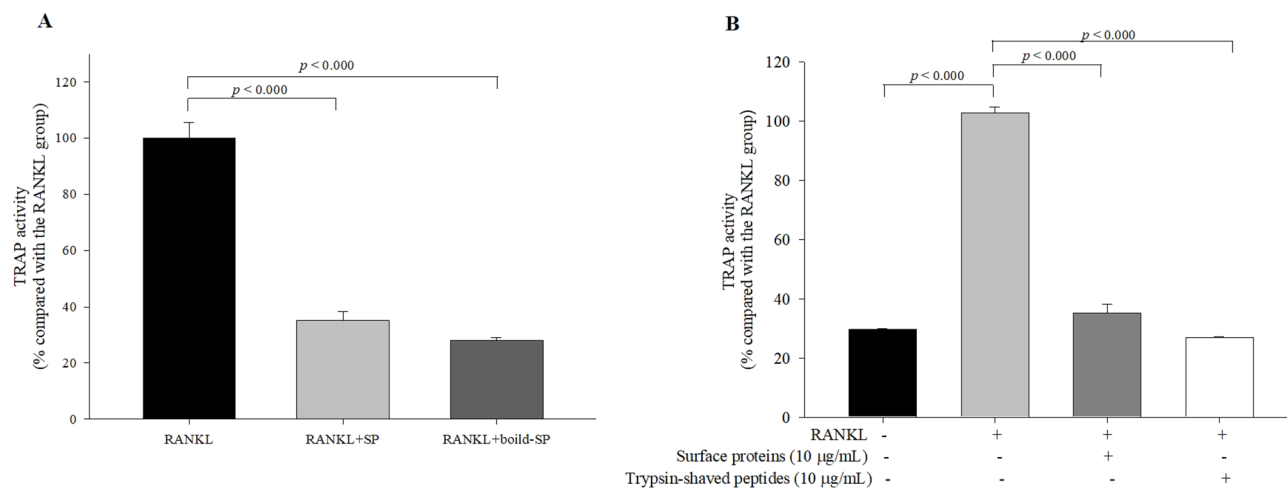 A
TRAP activity
(% compared with the RANKL group)
120
100
80
60
40
20
0
p < 0.000
p < 0.000
RANKL
RANKL+SP
RANKL+boild-SP
B
TRAP activity
(% compared with the RANKL group)
120
100
80
60
40
20
0
p < 0.000
p < 0.000
p < 0.000
RANKL - + + +
Surface proteins (10 µg/mL) - - + -
Trypsin-shaved peptides (10 µg/mL) - - - +